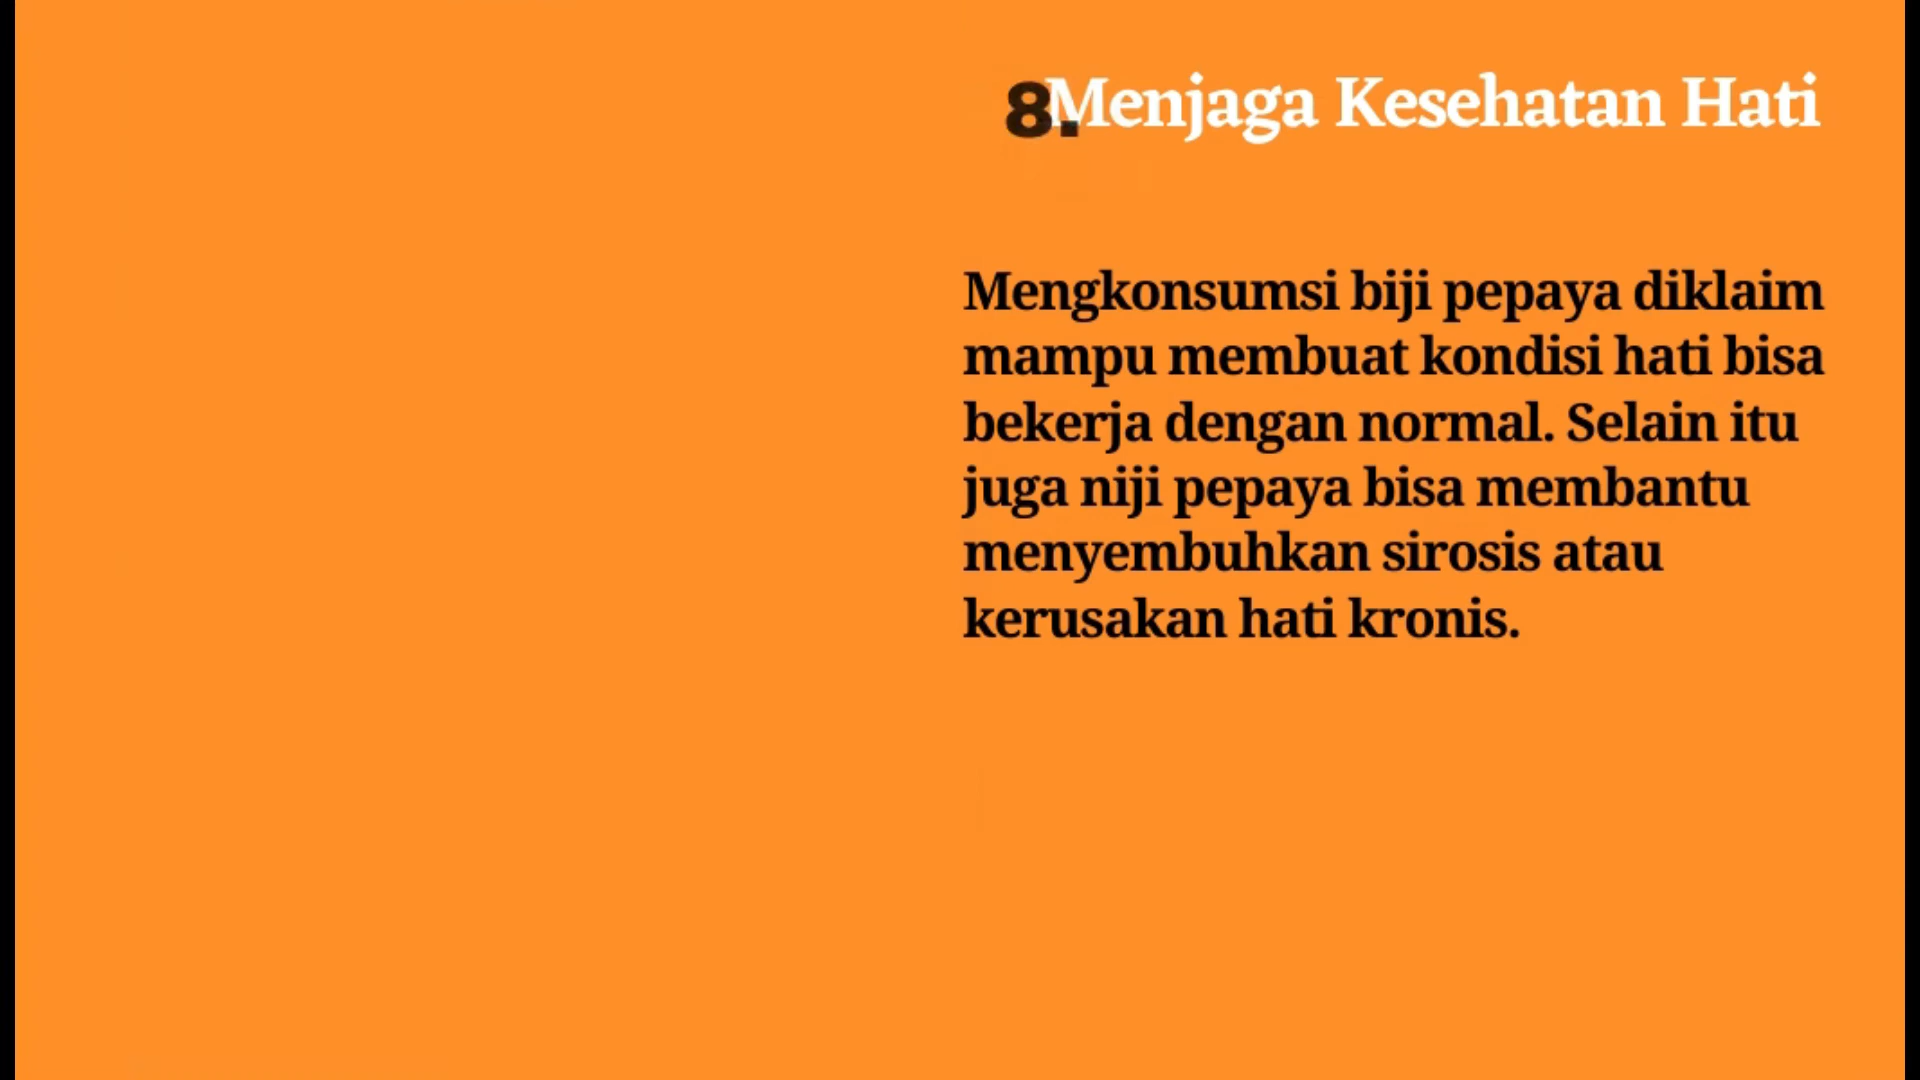 8. Menjaga Kesehatan Hati
Mengkonsumsi biji pepaya diklaim
mampu membuat kondisi hati bisa
bekerja dengan normal. Selain itu
juga niji pepaya bisa membantu
menyembuhkan sirosis atau
kerusakan hati kronis.